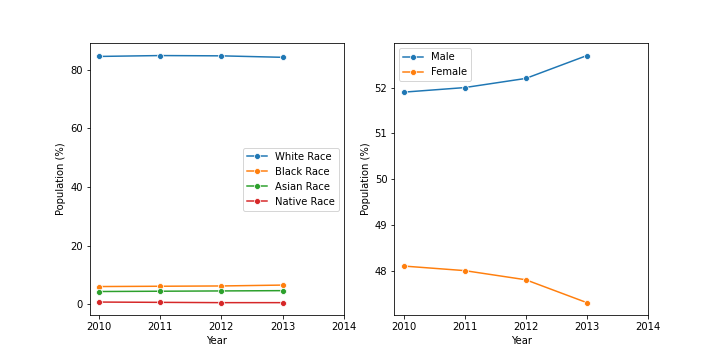 Population (%)
80
60
40
20
0
White Race
Black Race
Asian Race
Native Race
2010 2011 2012 2013 2014
Year
Population (%)
52
51
50
49
48
Male
Female
2010 2011 2012 2013 2014
Year